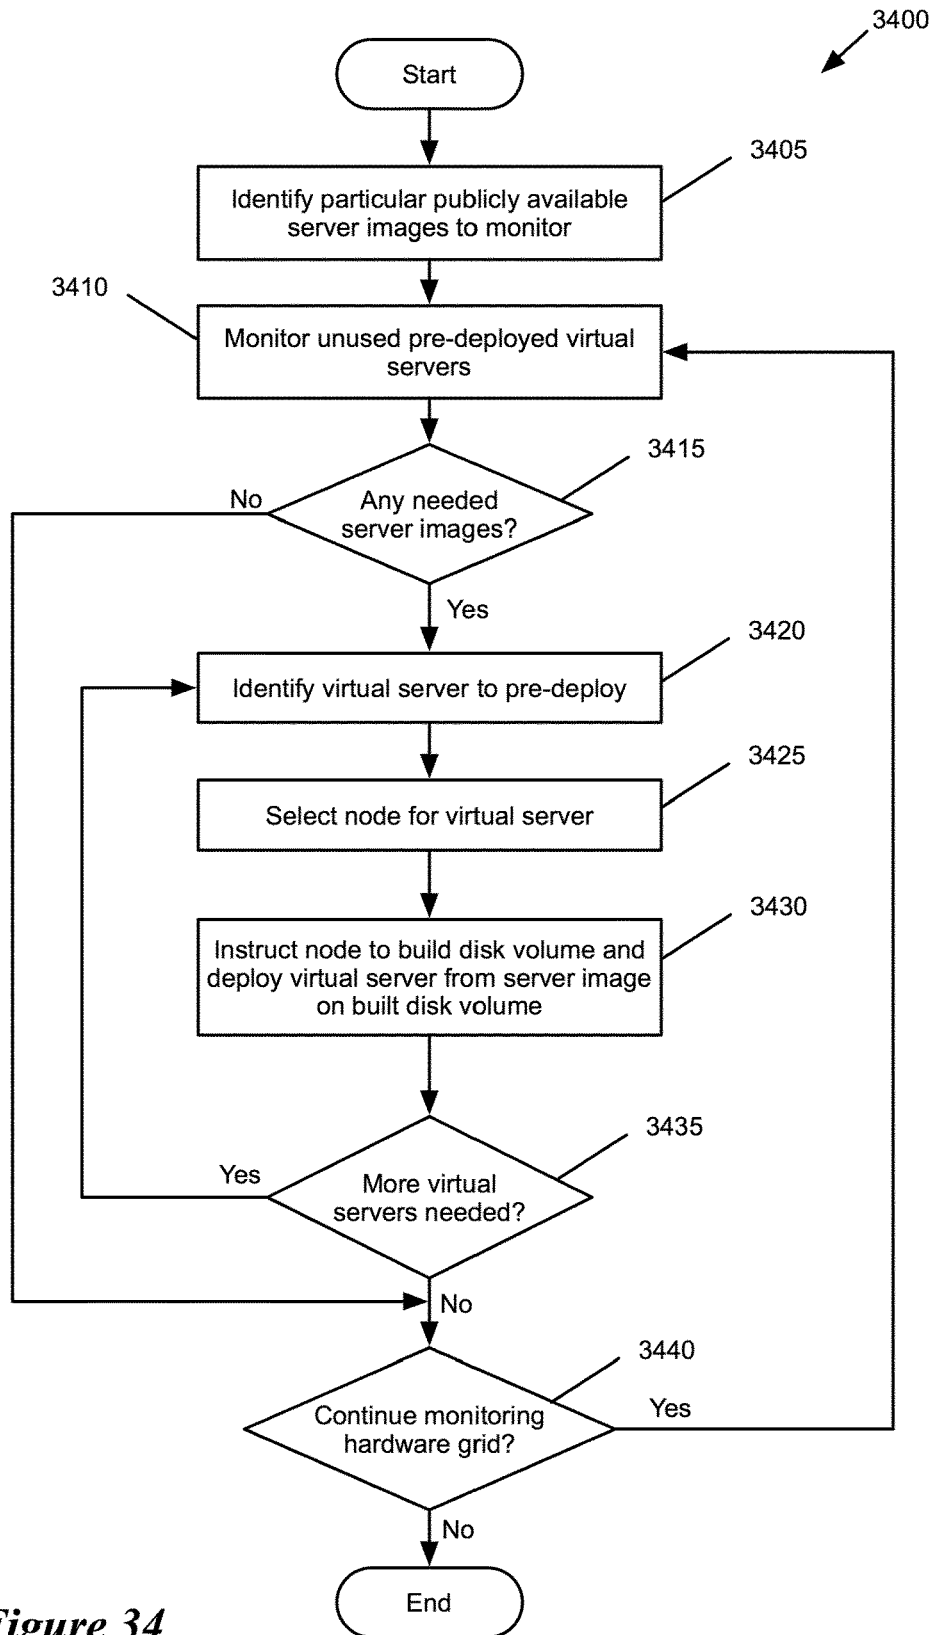 3400
Start
3405
Identify particular publicly available
server images to monitor
3410
Monitor unused pre-deployed virtual
servers
3415
No
Any needed
server images?
Yes
3420
Identify virtual server to pre-deploy
3425
Select node for virtual server
3430
Instruct node to build disk volume and
deploy virtual server from server image
on built disk volume
3435
Yes
More virtual
servers needed?
No
3440
Continue monitoring
hardware grid?
Yes
No
End
Figure 34